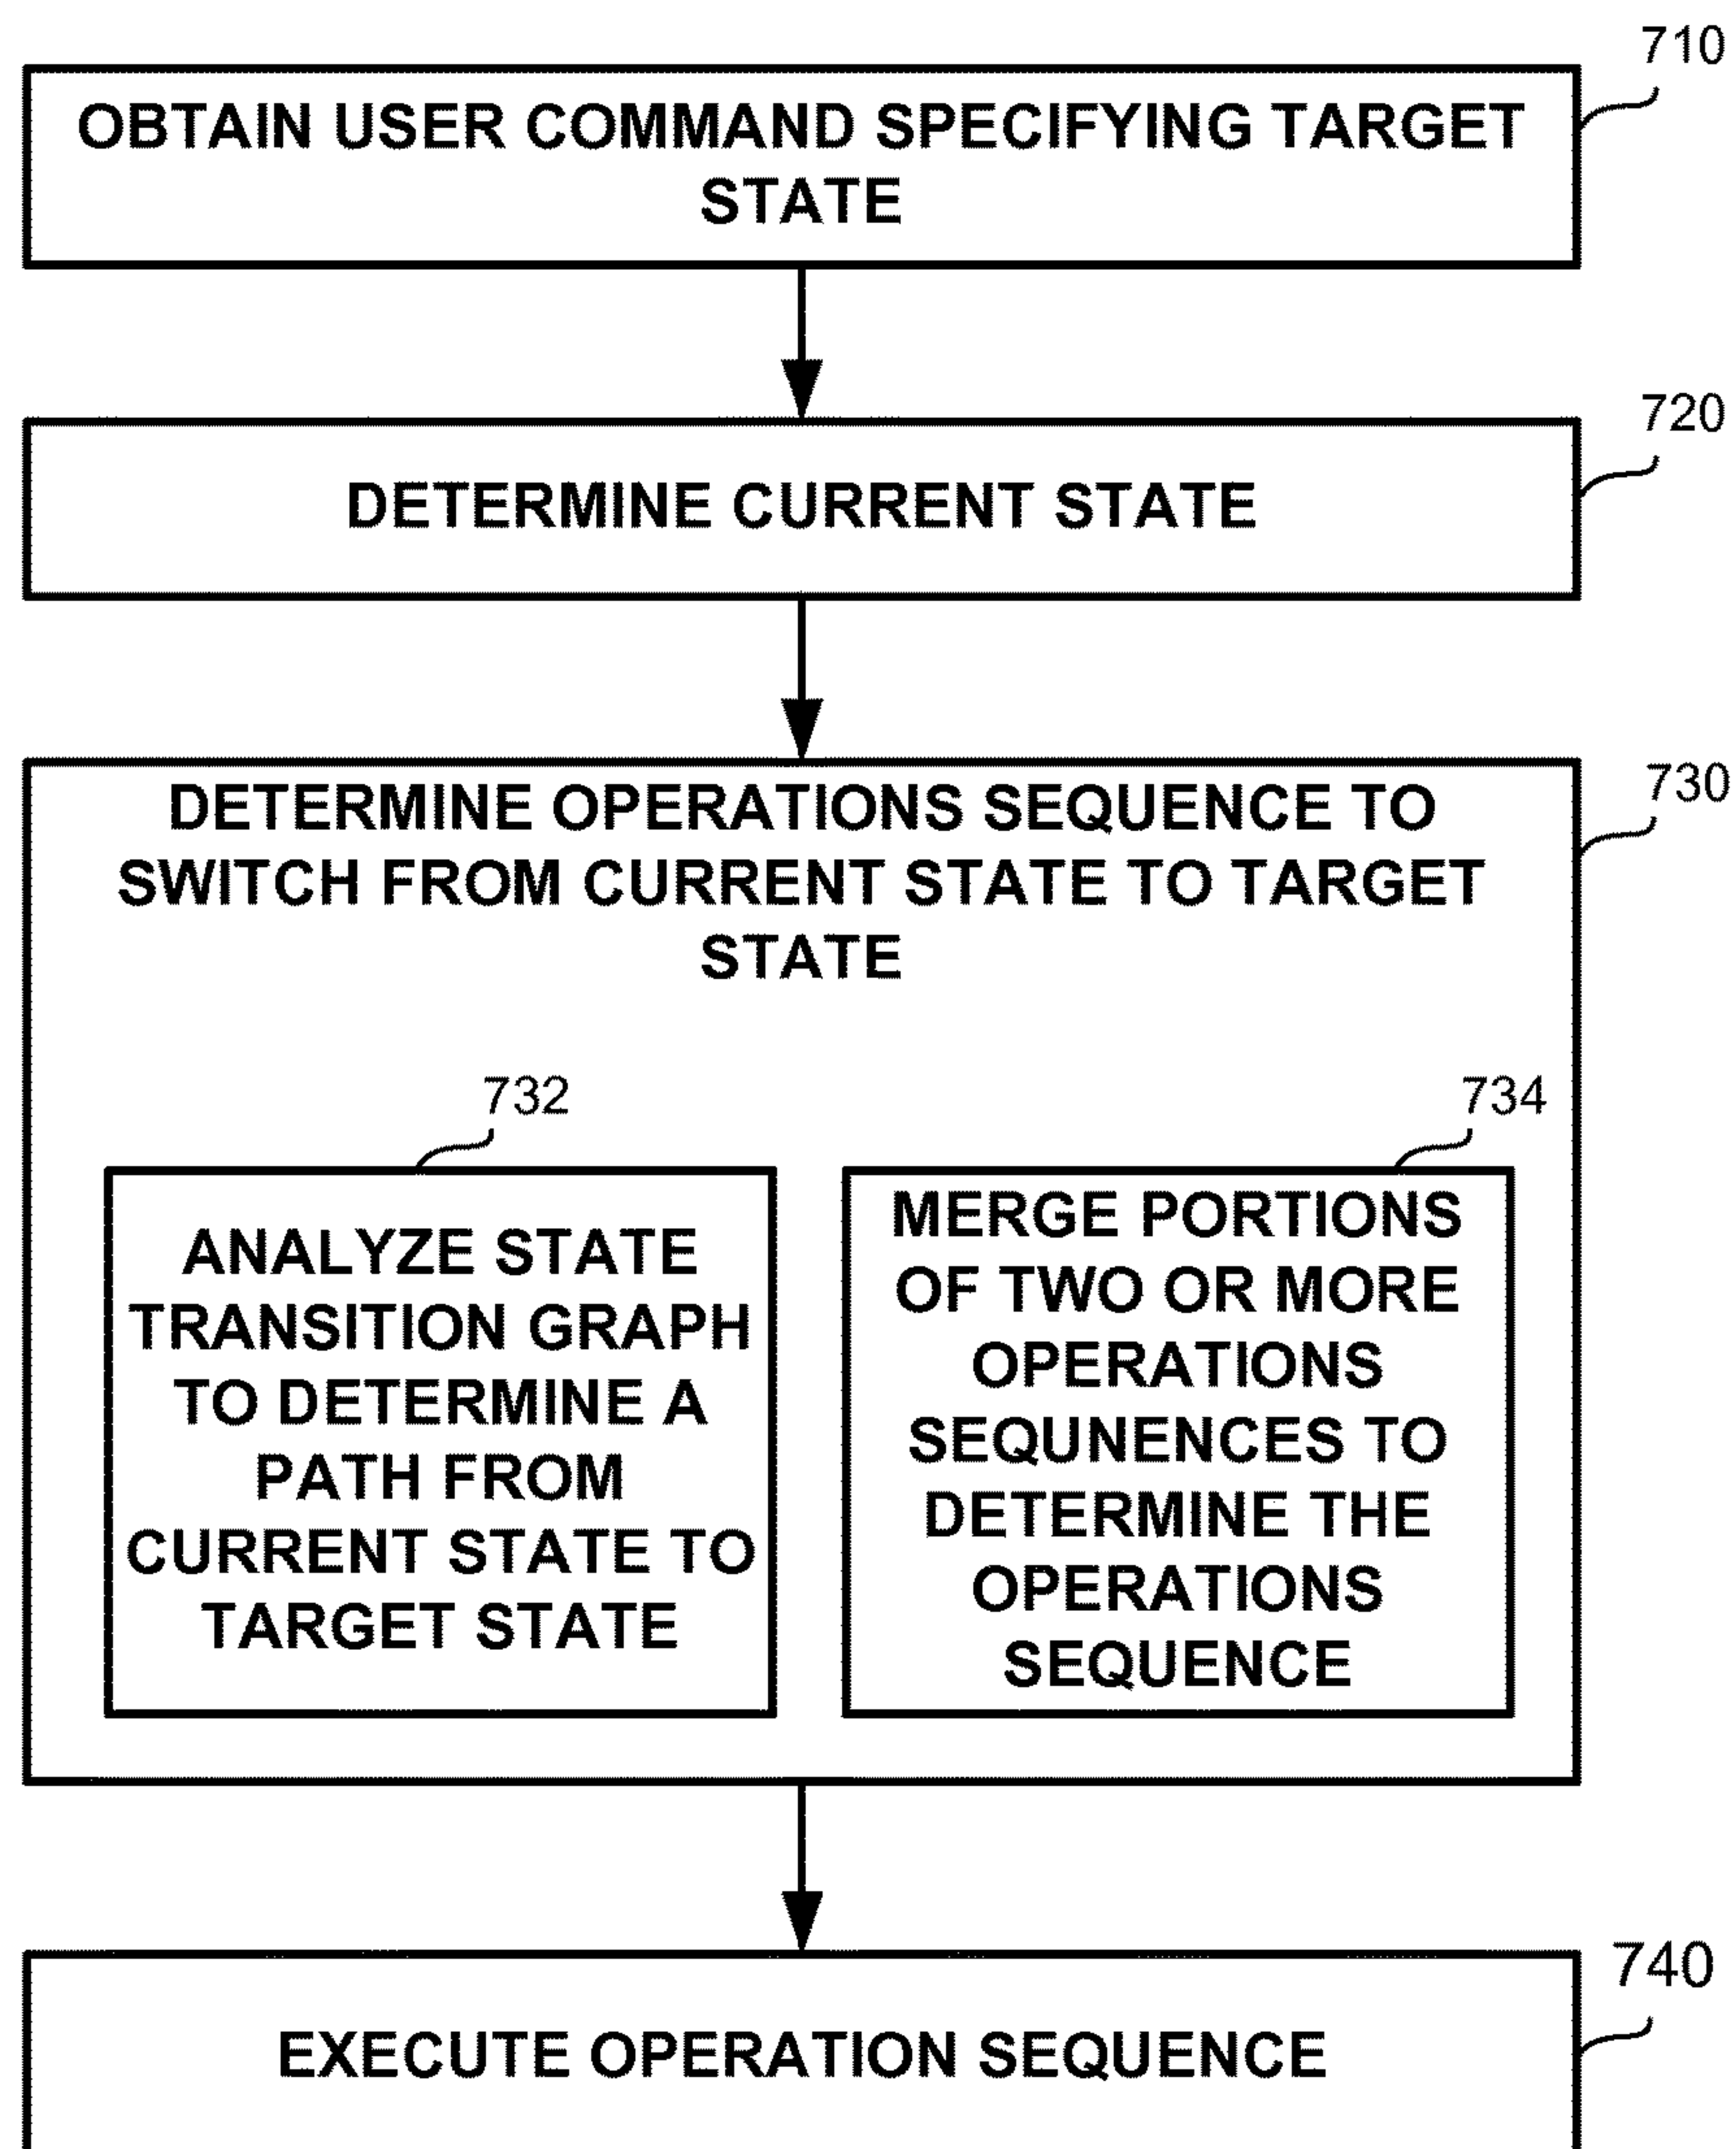 710
OBTAIN USER COMMAND SPECIFYING TARGET
STATE
720
DETERMINE CURRENT STATE
730
DETERMINE OPERATIONS SEQUENCE TO
SWITCH FROM CURRENT STATE TO TARGET
STATE
732
ANALYZE STATE
TRANSITION GRAPH
TO DETERMINE A
PATH FROM
CURRENT STATE TO
TARGET STATE
734
MERGE PORTIONS
OF TWO OR MORE
OPERATIONS
SEQUNENCES TO
DETERMINE THE
OPERATIONS
SEQUENCE
740
EXECUTE OPERATION SEQUENCE